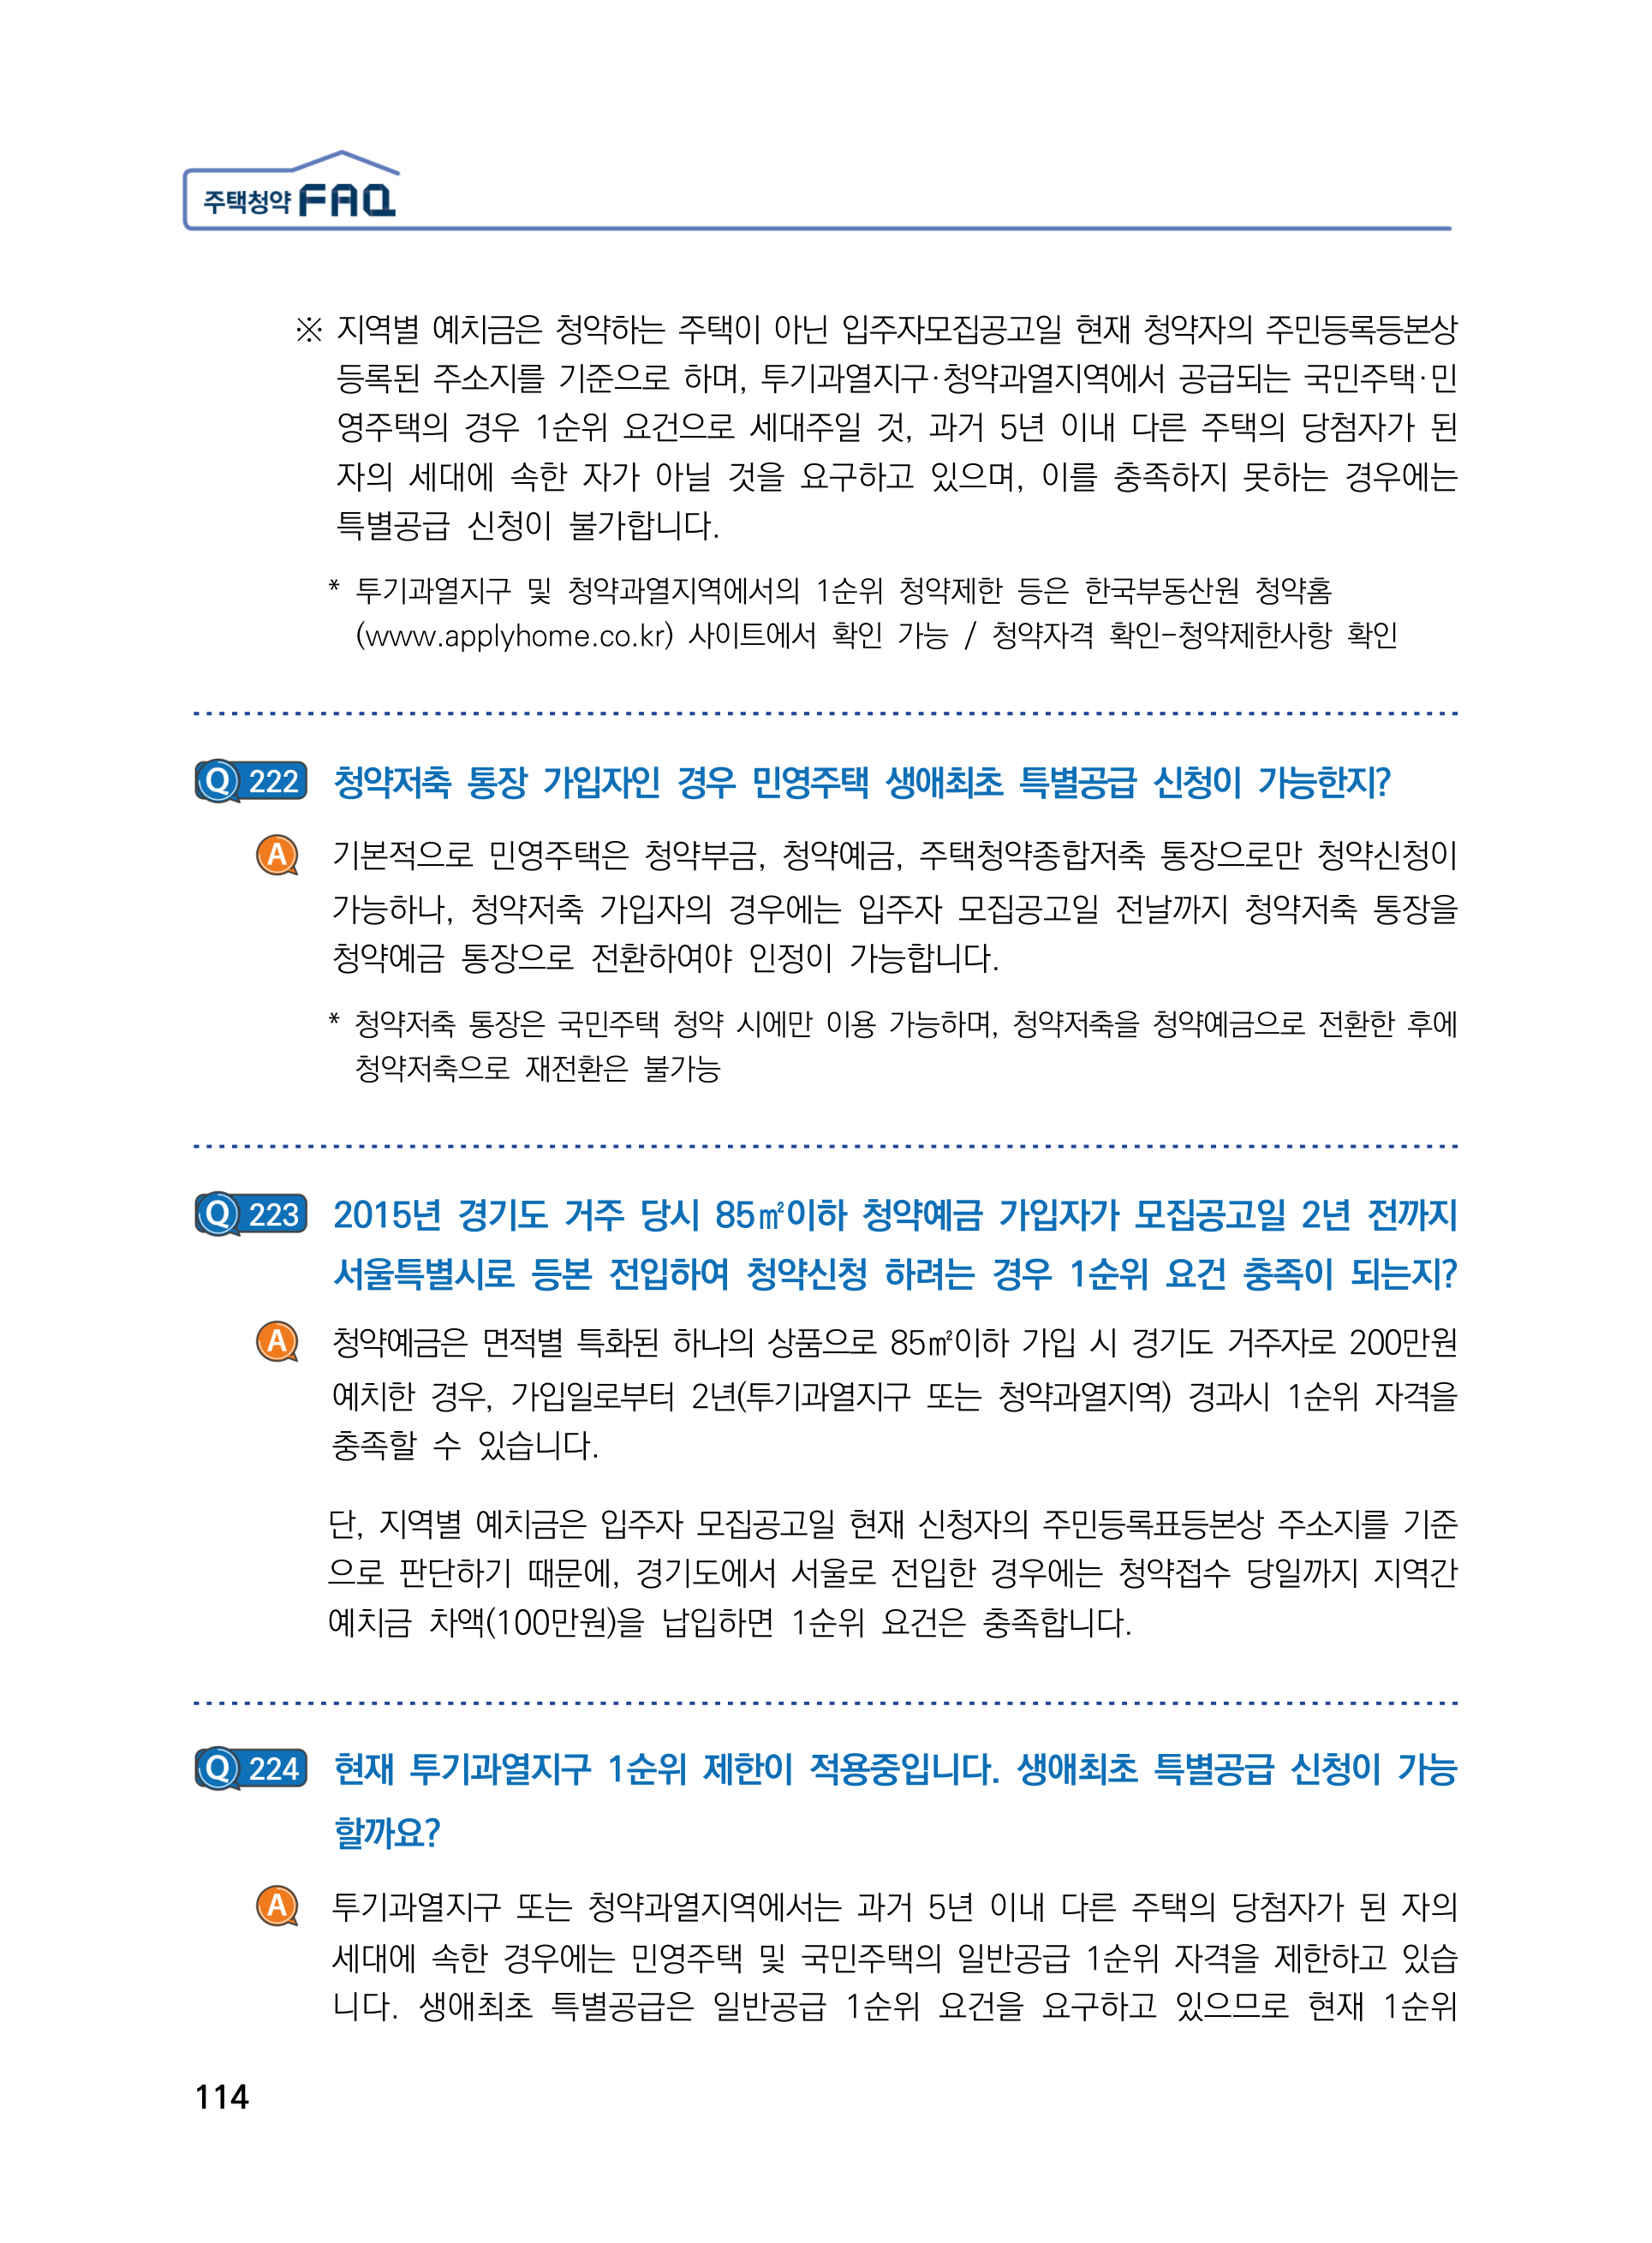 주택청약 FAQ
※ 지역별 예치금은 청약하는 주택이 아닌 입주자모집공고일 현재 청약자의 주민등록등본상
등록된 주소지를 기준으로 하며, 투기과열지구·청약과열지역에서 공급되는 국민주택·민
영주택의 경우 1순위 요건으로 세대주일 것, 과거 5년 이내 다른 주택의 당첨자가 된
자의 세대에 속한 자가 아닐 것을 요구하고 있으며, 이를 충족하지 못하는 경우에는
특별공급 신청이 불가합니다.
* 투기과열지구 및 청약과열지역에서의 1순위 청약제한 등은 한국부동산원 청약홈
(www.applyhome.co.kr) 사이트에서 확인 가능 / 청약자격 확인-청약제한사항 확인
Q 222 청약저축 통장 가입자인 경우 민영주택 생애최초 특별공급 신청이 가능한지?
A 기본적으로 민영주택은 청약부금, 청약예금, 주택청약종합저축 통장으로만 청약신청이
가능하나, 청약저축 가입자의 경우에는 입주자 모집공고일 전날까지 청약저축 통장을
청약예금 통장으로 전환하여야 인정이 가능합니다.
* 청약저축 통장은 국민주택 청약 시에만 이용 가능하며, 청약저축을 청약예금으로 전환한 후에
청약저축으로 재전환은 불가능
Q 223 2015년 경기도 거주 당시 85㎡이하 청약예금 가입자가 모집공고일 2년 전까지
서울특별시로 등본 전입하여 청약신청 하려는 경우 1순위 요건 충족이 되는지?
A 청약예금은 면적별 특화된 하나의 상품으로 85㎡이하 가입 시 경기도 거주자로 200만원
예치한 경우, 가입일로부터 2년(투기과열지구 또는 청약과열지역) 경과시 1순위 자격을
충족할 수 있습니다.
단, 지역별 예치금은 입주자 모집공고일 현재 신청자의 주민등록표등본상 주소지를 기준
으로 판단하기 때문에, 경기도에서 서울로 전입한 경우에는 청약접수 당일까지 지역간
예치금 차액(100만원)을 납입하면 1순위 요건은 충족합니다.
Q 224 현재 투기과열지구 1순위 제한이 적용중입니다. 생애최초 특별공급 신청이 가능
할까요?
A 투기과열지구 또는 청약과열지역에서는 과거 5년 이내 다른 주택의 당첨자가 된 자의
세대에 속한 경우에는 민영주택 및 국민주택의 일반공급 1순위 자격을 제한하고 있습
니다. 생애최초 특별공급은 일반공급 1순위 요건을 요구하고 있으므로 현재 1순위
114